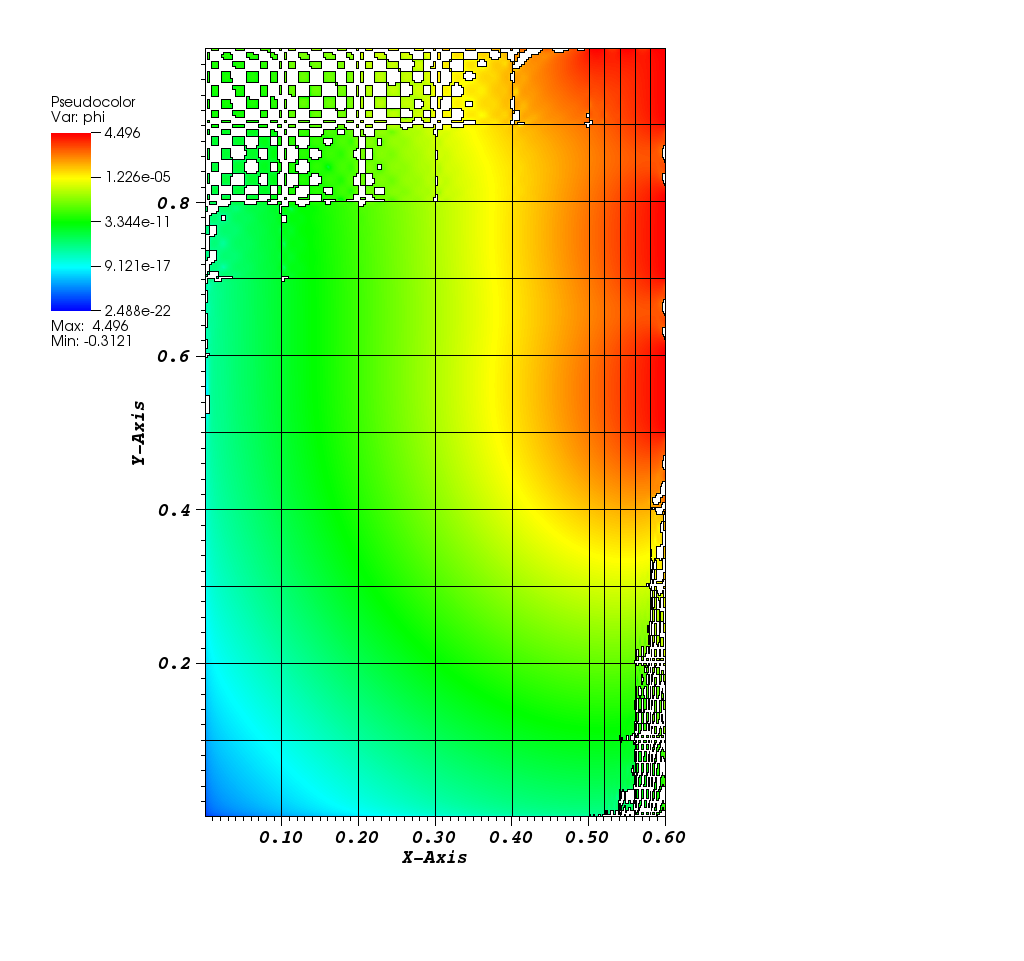 Pseudocolor
Var: phi
4.496
1.226e-05
3.344e-11
9.121e-17
2.488e-22
Max: 4.496
Min: -0.3121
0.8
0.6
0.4
0.2
Y-Axis
0.10 0.20 0.30 0.40 0.50 0.60
X-Axis